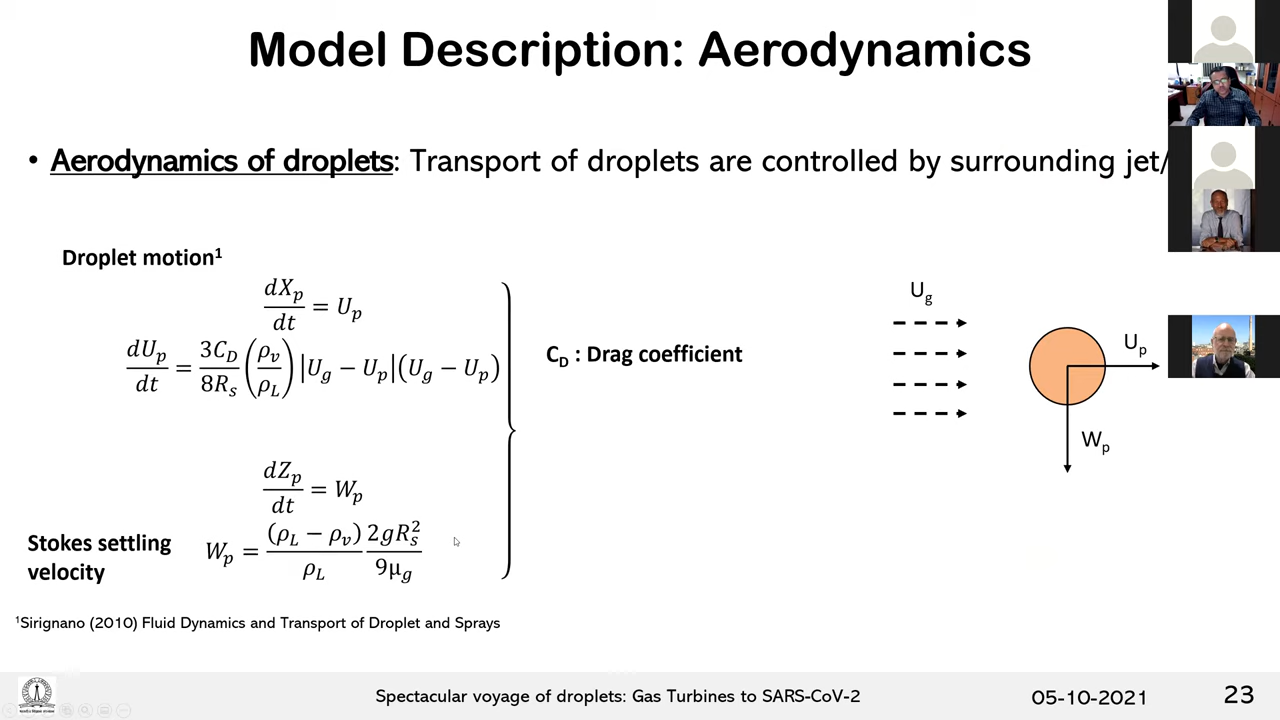 Model Description: Aerodynamics
• Aerodynamics of droplets: Transport of droplets are controlled by surrounding jet/
Droplet motion¹
dX_p/dt = U_p
dU_p/dt = 3C_D/8R_s (ρ_v/ρ_L) |U_g − U_p|(U_g − U_p)
C_D : Drag coefficient
U_g
U_p
W_p
dZ_p/dt = W_p
Stokes settling
velocity
W_p = (ρ_L − ρ_v)/ρ_L 2gR_s²/9μ_g
¹Sirignano (2010) Fluid Dynamics and Transport of Droplet and Sprays
Spectacular voyage of droplets: Gas Turbines to SARS-CoV-2
05-10-2021
23